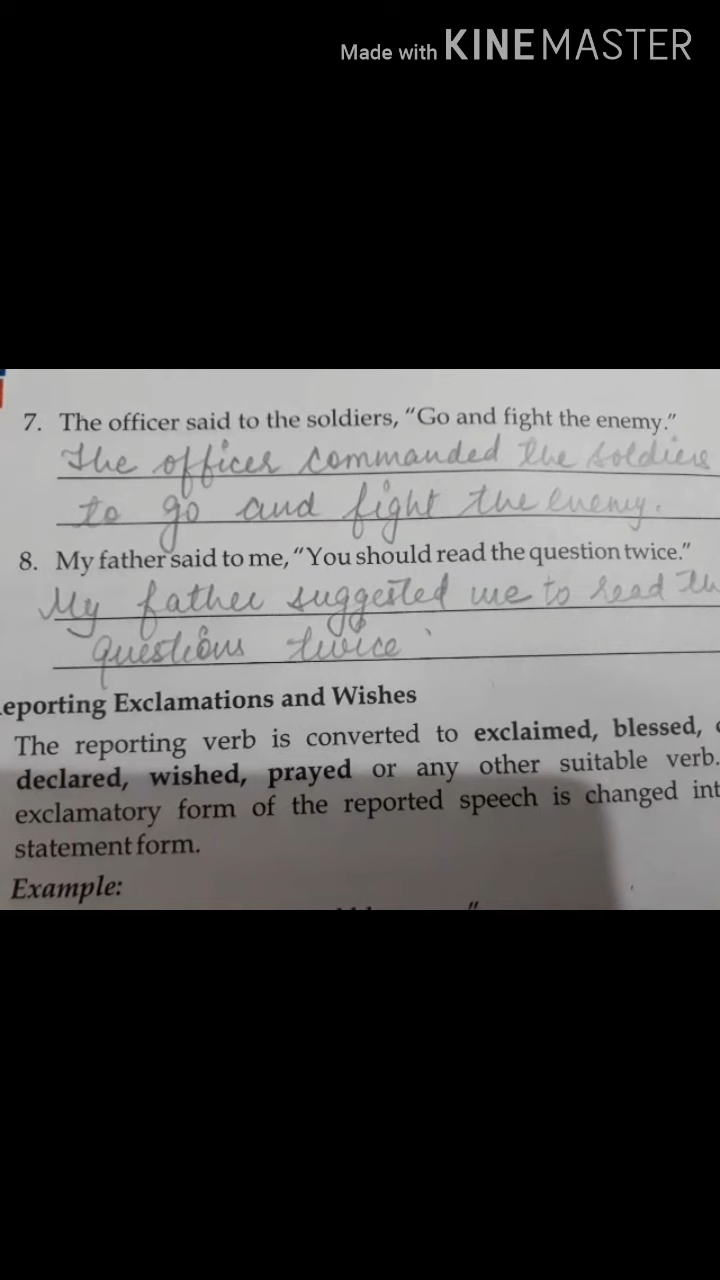 Made with KINEMASTER
7. The officer said to the soldiers, "Go and fight the enemy."
The officer commanded the soldiers
to go and fight the enemy.
8. My father said to me, "You should read the question twice."
My father suggested me to read th
questions twice
eporting Exclamations and Wishes
The reporting verb is converted to exclaimed, blessed,
declared, wished, prayed or any other suitable verb.
exclamatory form of the reported speech is changed int
statement form.
Example: